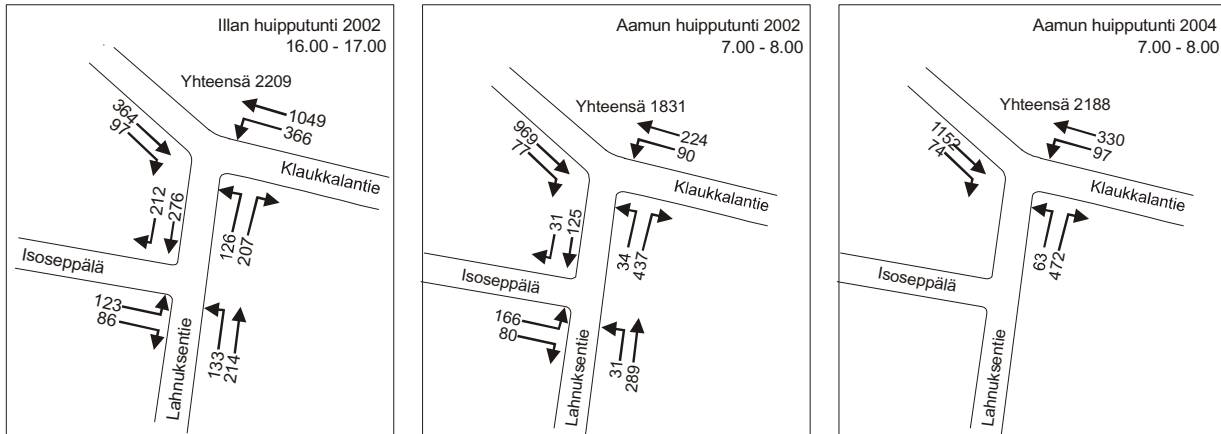 Illan huipputunti 2002
16.00 - 17.00
Yhteensä 2209
1049
366
364
97
Klaukkalantie
212
276
126
207
Isoseppälä
123
86
133
214
Lahnuksentie
Aamun huipputunti 2002
7.00 - 8.00
Yhteensä 1831
224
90
969
77
Klaukkalantie
31
125
34
437
Isoseppälä
166
80
31
289
Lahnuksentie
Aamun huipputunti 2004
7.00 - 8.00
Yhteensä 2188
330
97
1152
74
Klaukkalantie
63
472
Isoseppälä
Lahnuksentie